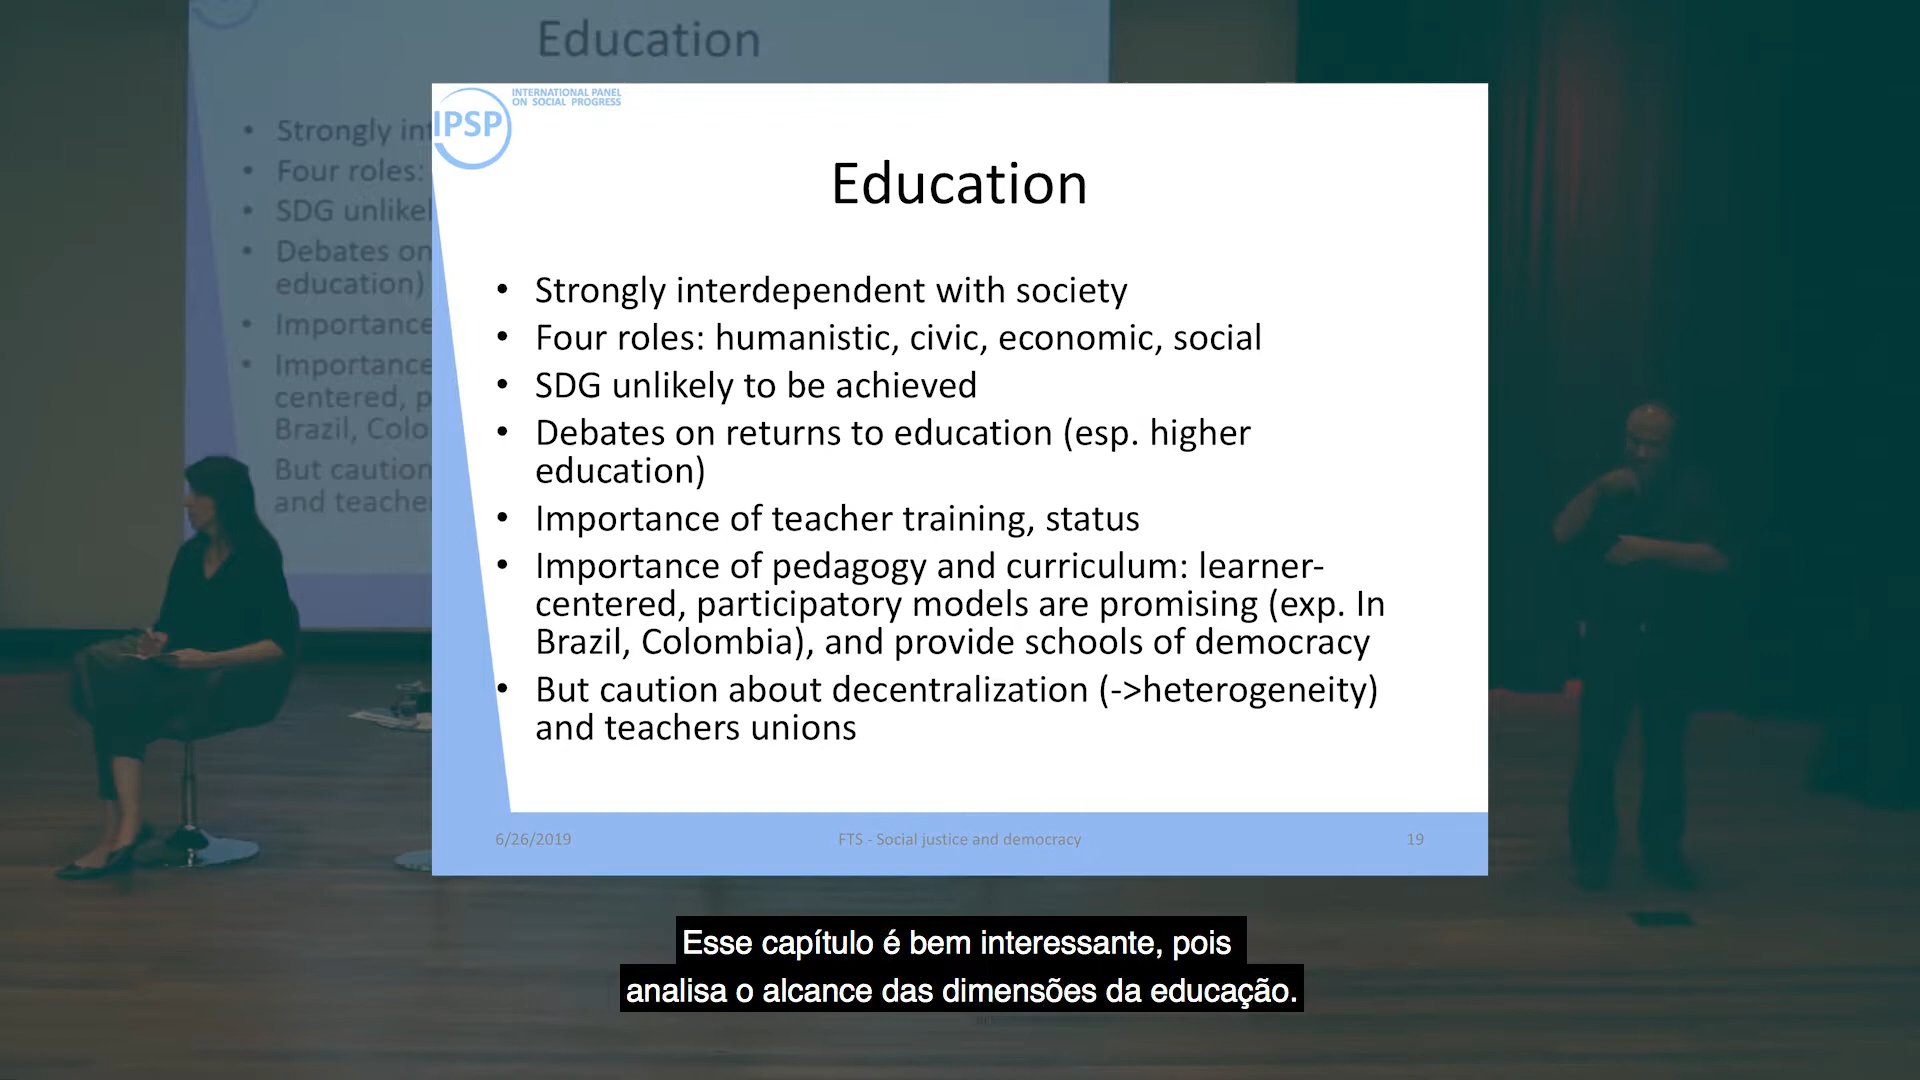 Education
Strongly in
Four roles:
SDG unlikel
Debates on
education)
Importance
Importance
centered, p
Brazil, Colo
But caution
and teache
INTERNATIONAL PANEL
ON SOCIAL PROGRESS
IPSP
Education
• Strongly interdependent with society
• Four roles: humanistic, civic, economic, social
• SDG unlikely to be achieved
• Debates on returns to education (esp. higher
education)
• Importance of teacher training, status
• Importance of pedagogy and curriculum: learner-
centered, participatory models are promising (exp. In
Brazil, Colombia), and provide schools of democracy
• But caution about decentralization (->heterogeneity)
and teachers unions
6/26/2019
FTS - Social justice and democracy
19
Esse capítulo é bem interessante, pois
analisa o alcance das dimensões da educação.